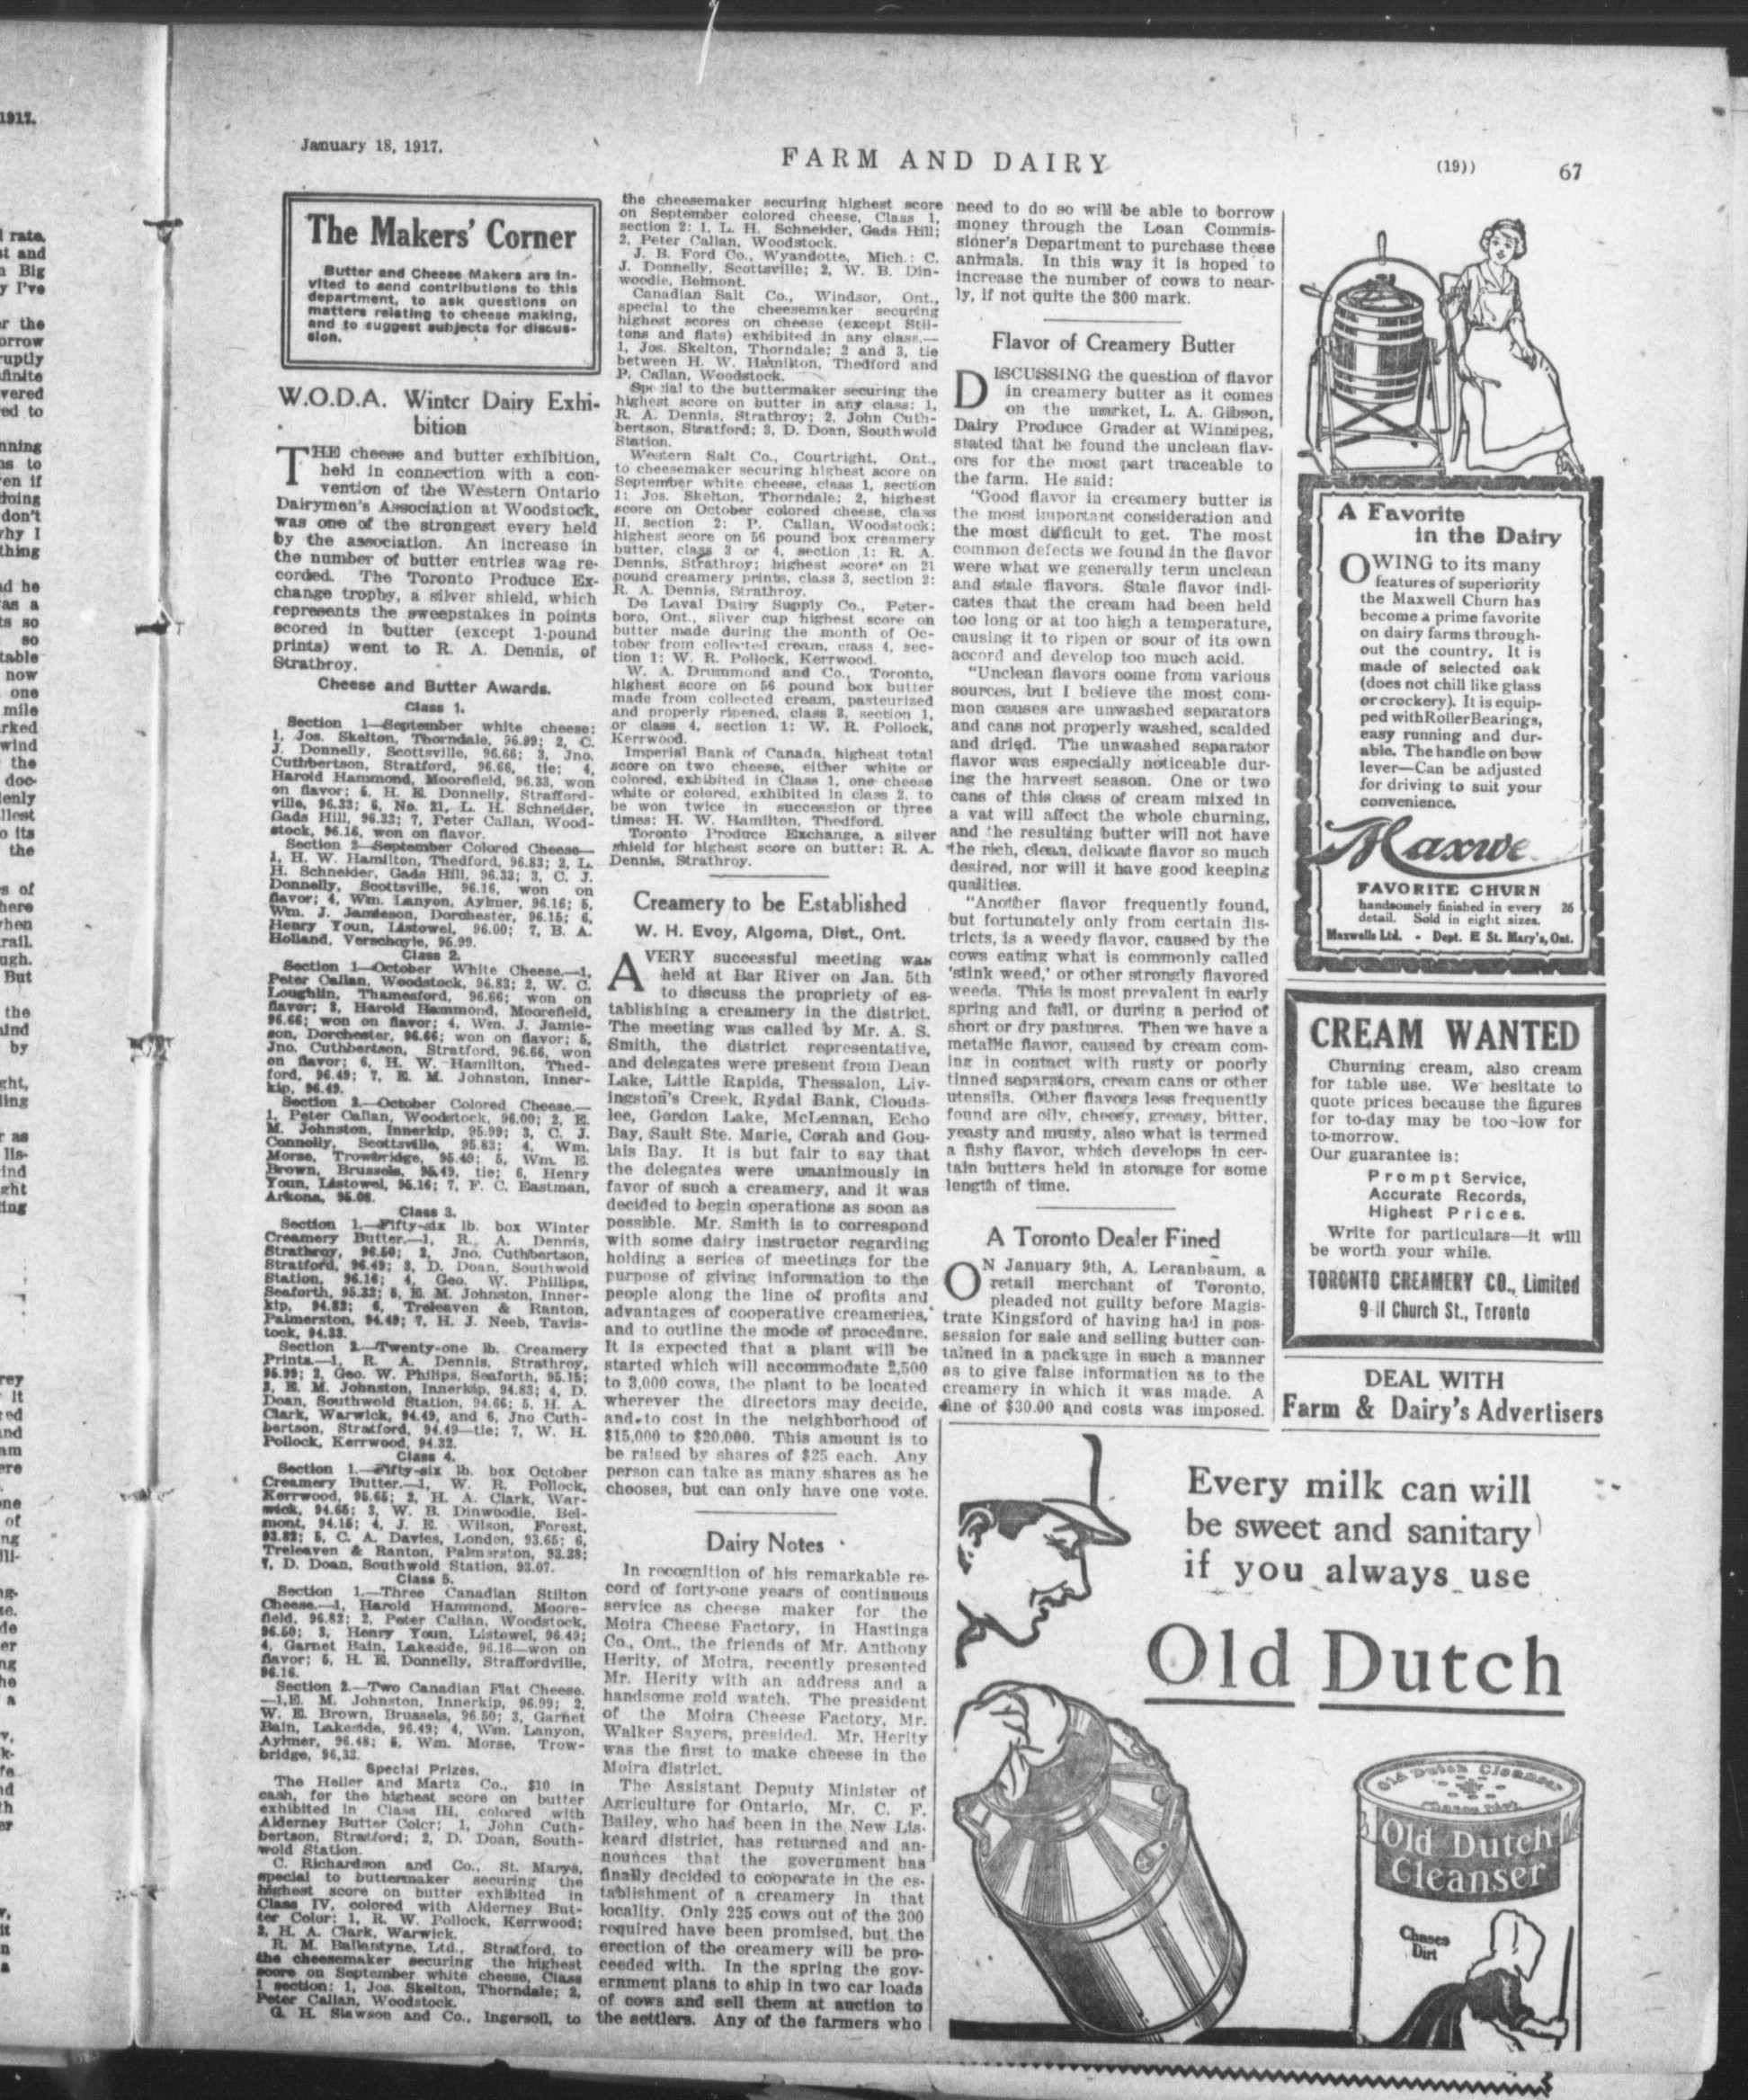 January 18, 1917.
FARM AND DAIRY
(19))
67
The Makers' Corner
Butter and Cheese Makers are in-
vited to send contributions to this
department, to ask questions on
matters relating to cheese making,
and to suggest subjects for discus-
sion.
W.O.D.A. Winter Dairy Exhi-
bition
THE cheese and butter exhibition,
held in connection with a con-
vention of the Western Ontario
Dairymen's Association at Woodstock,
was one of the strongest every held
by the association. An increase in
the number of butter entries was re-
corded. The Toronto Produce Ex-
change trophy, a silver shield, which
represents the sweepstakes in points
scored in butter (except 1-pound
prints) went to R. A. Dennis, of
Strathroy.
Cheese and Butter Awards.
Class 1.
Section 1—September white cheese:
1, Jos. Skelton, Thorndale, 96.99; 2, C.
J. Donnelly, Scottsville, 96.66; 3, Jno.
Cuthbertson, Stratford, 96.66, tie; 4,
Harold Hammond, Moorefield, 96.33, won
on flavor; 5, H. E. Donnelly, Strafford-
ville, 96.33; 6, No. 21, L. H. Schneider,
Gads Hill, 96.33; 7, Peter Callan, Wood-
stock, 96.16, won on flavor.
Section 2—September Colored Cheese—
1, H. W. Hamilton, Thedford, 96.83; 2, L.
H. Schneider, Gads Hill, 96.33; 3, C. J.
Donnelly, Scottsville, 96.16, won on
flavor; 4, Wm. Lanyon, Aylmer, 96.16; 5,
Wm. J. Jamieson, Dorchester, 96.15; 6,
Henry Youn, Listowel, 96.00; 7, B. A.
Holland, Verschoyle, 95.99.
Class 2.
Section 1—October White Cheese.—1,
Peter Callan, Woodstock, 96.83; 2, W. C.
Loughlin, Thamesford, 96.66; won on
flavor; 3, Harold Hammond, Moorefield,
96.66; won on flavor; 4, Wm. J. Jamie-
son, Dorchester, 96.66; won on flavor; 5,
Jno. Cuthbertson, Stratford, 96.66, won
on flavor; 6, H. W. Hamilton, Thed-
ford, 96.49; 7, E. M. Johnston, Inner-
kip, 96.49.
Section 2.—October Colored Cheese.—
1, Peter Callan, Woodstock, 96.00; 2, E.
M. Johnston, Innerkip, 95.99; 3, C. J.
Connolly, Scottsville, 95.83; 4, Wm.
Morse, Trowbridge, 95.49; 5, Wm. E.
Brown, Brussels, 95.49, tie; 6, Henry
Youn, Listowel, 95.16; 7, F. C. Eastman,
Arkona, 95.08.
Class 3.
Section 1.—Fifty-six lb. box Winter
Creamery Butter.—1, R. A. Dennis,
Strathroy, 96.50; 2, Jno. Cuthbertson,
Stratford, 96.49; 3, D. Doan, Southwold
Station, 96.16; 4, Geo. W. Phillips,
Seaforth, 95.32; 5, E. M. Johnston, Inner-
kip, 94.82; 6, Treleaven & Ranton,
Palmerston, 94.49; 7, H. J. Neeb, Tavis-
tock, 94.33.
Section 2.—Twenty-one lb. Creamery
Prints.—1, R. A. Dennis, Strathroy,
95.99; 2, Geo. W. Philips, Seaforth, 95.15;
3, E. M. Johnston, Innerkip, 94.83; 4, D.
Doan, Southwold Station, 94.66; 5, H. A.
Clark, Warwick, 94.49, and 6, Jno Cuth-
bertson, Stratford, 94.49—tie; 7, W. H.
Pollock, Kerrwood, 94.32.
Class 4.
Section 1.—Fifty-six lb. box October
Creamery Butter.—1, W. R. Pollock,
Kerrwood, 95.65; 2, H. A. Clark, War-
wick, 94.65; 3, W. B. Dinwoodie, Bel-
mont, 94.15; 4, J. E. Wilson, Forest,
93.82; 5, C. A. Davies, London, 93.65; 6,
Treleaven & Ranton, Palmerston, 93.28;
7, D. Doan, Southwold Station, 93.07.
Class 5.
Section 1.—Three Canadian Stilton
Cheese.—1, Harold Hammond, Moore-
field, 96.82; 2, Peter Callan, Woodstock,
96.50; 3, Henry Youn, Listowel, 96.49;
4, Garnet Bain, Lakeside, 96.16—won on
flavor; 5, H. E. Donnelly, Straffordville,
96.16.
Section 2.—Two Canadian Flat Cheese.
—1, E. M. Johnston, Innerkip, 96.99; 2,
W. E. Brown, Brussels, 96.50; 3, Garnet
Bain, Lakeside, 96.49; 4, Wm. Lanyon,
Aylmer, 96.48; 5, Wm. Morse, Trow-
bridge, 96.33.
Special Prizes.
The Heller and Martz Co., $10 in
cash, for the highest score on butter
exhibited in Class III, colored with
Alderney Butter Color: 1, John Cuth-
bertson, Stratford; 2, D. Doan, South-
wold Station.
C. Richardson and Co., St. Marys,
special to buttermaker securing the
highest score on butter exhibited in
Class IV, colored with Alderney But-
ter Color: 1, R. W. Pollock, Kerrwood;
2, H. A. Clark, Warwick.
R. M. Ballantyne, Ltd., Stratford, to
the cheesemaker securing the highest
score on September white cheese, Class
1 section: 1, Jos. Skelton, Thorndale; 2,
Peter Callan, Woodstock.
G. H. Slawson and Co., Ingersoll, to
the cheesemaker securing highest score
on September colored cheese, Class 1,
section 2: 1, L. H. Schneider, Gads Hill;
2, Peter Callan, Woodstock.
J. B. Ford Co., Wyandotte, Mich.: C.
J. Donnelly, Scottsville; 2, W. B. Din-
woodie, Belmont.
Canadian Salt Co., Windsor, Ont.,
special to the cheesemaker securing
highest scores on cheese (except Stil-
tons and flats) exhibited in any class.—
1, Jos. Skelton, Thorndale; 2 and 3, tie
between H. W. Hamilton, Thedford and
P. Callan, Woodstock.
Special to the buttermaker securing the
highest score on butter in any class: 1,
R. A. Dennis, Strathroy; 2, John Cuth-
bertson, Stratford; 3, D. Doan, Southwold
Station.
Western Salt Co., Courtright, Ont.,
to cheesemaker securing highest score on
September white cheese, class 1, section
1: Jos. Skelton, Thorndale; 2, highest
score on October colored cheese, class
II, section 2: P. Callan, Woodstock;
highest score on 56 pound box creamery
butter, class 3 or 4, section 1: R. A.
Dennis, Strathroy; highest score on 21
pound creamery prints, class 3, section 2:
R. A. Dennis, Strathroy.
De Laval Dairy Supply Co., Peter-
boro, Ont., silver cup highest score on
butter made during the month of Oc-
tober from collected cream, crass 4, sec-
tion 1: W. R. Pollock, Kerrwood.
W. A. Drummond and Co., Toronto,
highest score on 56 pound box butter
made from collected cream, pasteurized
and properly ripened, class 3, section 1,
or class 4, section 1: W. R. Pollock,
Kerrwood.
Imperial Bank of Canada, highest total
score on two cheese, either white or
colored, exhibited in Class 1, one cheese
white or colored, exhibited in class 2, to
be won twice in succession or three
times: H. W. Hamilton, Thedford.
Toronto Produce Exchange, a silver
shield for highest score on butter: R. A.
Dennis, Strathroy.
Creamery to be Established
W. H. Evoy, Algoma, Dist., Ont.
A VERY successful meeting was
held at Bar River on Jan. 5th
to discuss the propriety of es-
tablishing a creamery in the district.
The meeting was called by Mr. A. S.
Smith, the district representative,
and delegates were present from Dean
Lake, Little Rapids, Thessalon, Liv-
ingston's Creek, Rydal Bank, Clouds-
lee, Gordon Lake, McLennan, Echo
Bay, Sault Ste. Marie, Corah and Gou-
lais Bay. It is but fair to say that
the delegates were unanimously in
favor of such a creamery, and it was
decided to begin operations as soon as
possible. Mr. Smith is to correspond
with some dairy instructor regarding
holding a series of meetings for the
purpose of giving information to the
people along the line of profits and
advantages of cooperative creameries,
and to outline the mode of procedure.
It is expected that a plant will be
started which will accommodate 2,500
to 3,000 cows, the plant to be located
wherever the directors may decide,
and to cost in the neighborhood of
$15,000 to $20,000. This amount is to
be raised by shares of $25 each. Any
person can take as many shares as he
chooses, but can only have one vote.
Dairy Notes
In recognition of his remarkable re-
cord of forty-one years of continuous
service as cheese maker for the
Moira Cheese Factory, in Hastings
Co., Ont., the friends of Mr. Anthony
Herity, of Moira, recently presented
Mr. Herity with an address and a
handsome gold watch. The president
of the Moira Cheese Factory, Mr.
Walker Sayers, presided. Mr. Herity
was the first to make cheese in the
Moira district.
The Assistant Deputy Minister of
Agriculture for Ontario, Mr. C. F.
Bailey, who has been in the New Lis-
keard district, has returned and an-
nounces that the government has
finally decided to cooperate in the es-
tablishment of a creamery in that
locality. Only 225 cows out of the 300
required have been promised, but the
erection of the creamery will be pro-
ceeded with. In the spring the gov-
ernment plans to ship in two car loads
of cows and sell them at auction to
the settlers. Any of the farmers who
need to do so will be able to borrow
money through the Loan Commis-
sioner's Department to purchase these
animals. In this way it is hoped to
increase the number of cows to near-
ly, if not quite the 300 mark.
Flavor of Creamery Butter
DISCUSSING the question of flavor
in creamery butter as it comes
on the market, L. A. Gibson,
Dairy Produce Grader at Winnipeg,
stated that he found the unclean flav-
ors for the most part traceable to
the farm. He said:
"Good flavor in creamery butter is
the most important consideration and
the most difficult to get. The most
common defects we found in the flavor
were what we generally term unclean
and stale flavors. Stale flavor indi-
cates that the cream had been held
too long or at too high a temperature,
causing it to ripen or sour of its own
accord and develop too much acid.
"Unclean flavors come from various
sources, but I believe the most com-
mon causes are unwashed separators
and cans not properly washed, scalded
and dried. The unwashed separator
flavor was especially noticeable dur-
ing the harvest season. One or two
cans of this class of cream mixed in
a vat will affect the whole churning,
and the resulting butter will not have
the rich, clean, delicate flavor so much
desired, nor will it have good keeping
qualities.
"Another flavor frequently found,
but fortunately only from certain dis-
tricts, is a weedy flavor, caused by the
cows eating what is commonly called
'stink weed,' or other strongly flavored
weeds. This is most prevalent in early
spring and fall, or during a period of
short or dry pastures. Then we have a
metallic flavor, caused by cream com-
ing in contact with rusty or poorly
tinned separators, cream cans or other
utensils. Other flavors less frequently
found are oily, cheesy, greasy, bitter,
yeasty and musty, also what is termed
a fishy flavor, which develops in cer-
tain butters held in storage for some
length of time.
A Toronto Dealer Fined
ON January 9th, A. Leranbaum, a
retail merchant of Toronto,
pleaded not guilty before Magis-
trate Kingsford of having had in pos-
session for sale and selling butter con-
tained in a package in such a manner
as to give false information as to the
creamery in which it was made. A
fine of $30.00 and costs was imposed.
A Favorite
in the Dairy
OWING to its many
features of superiority
the Maxwell Churn has
become a prime favorite
on dairy farms through-
out the country. It is
made of selected oak
(does not chill like glass
or crockery). It is equip-
ped with Roller Bearings,
easy running and dur-
able. The handle on bow
lever—Can be adjusted
for driving to suit your
convenience.
Maxwe
FAVORITE CHURN
handsomely finished in every
detail. Sold in eight sizes. 26
Maxwells Ltd. - Dept. E St. Mary's, Ont.
CREAM WANTED
Churning cream, also cream
for table use. We hesitate to
quote prices because the figures
for to-day may be too low for
to-morrow.
Our guarantee is:
Prompt Service,
Accurate Records,
Highest Prices.
Write for particulars—it will
be worth your while.
TORONTO CREAMERY CO., Limited
9-11 Church St., Toronto
DEAL WITH
Farm & Dairy's Advertisers
Every milk can will
be sweet and sanitary
if you always use
Old Dutch
Old Dutch Cleanser
Chases Dirt
Old Dutch
Cleanser
Chases
Dirt